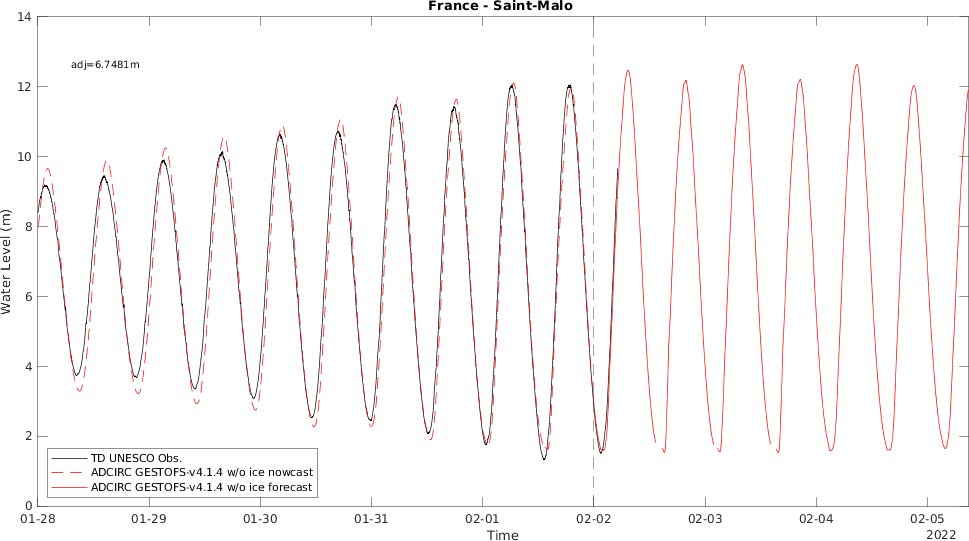 France - Saint-Malo
adj=6.7481m
Water Level (m)
14
12
10
8
6
4
2
0
TD UNESCO Obs.
ADCIRC GESTOFS-v4.1.4 w/o ice nowcast
ADCIRC GESTOFS-v4.1.4 w/o ice forecast
01-28 01-29 01-30 01-31 02-01 02-02 02-03 02-04 02-05
Time
2022